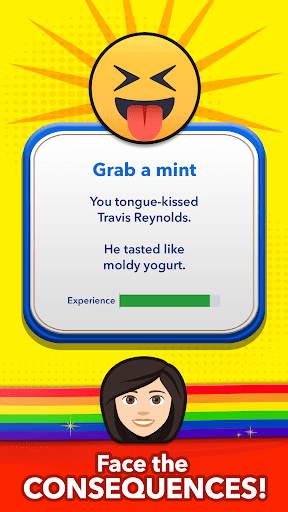 Grab a mint
You tongue-kissed
Travis Reynolds.
He tasted like
moldy yogurt.
Experience
Face the
CONSEQUENCES!